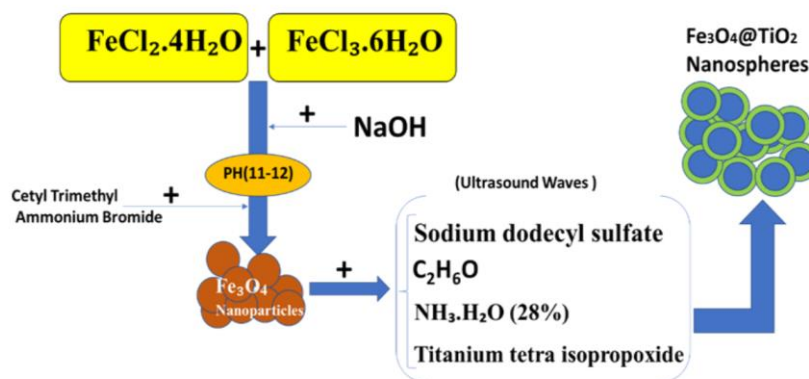 FeCl₂.4H₂O + FeCl₃.6H₂O
+
NaOH
PH(11-12)
Cetyl Trimethyl
Ammonium Bromide
+
Fe₃O₄
Nanoparticles
+
(Ultrasound Waves )
Sodium dodecyl sulfate
C₂H₆O
NH₃.H₂O (28%)
Titanium tetra isopropoxide
Fe₃O₄@TiO₂
Nanospheres